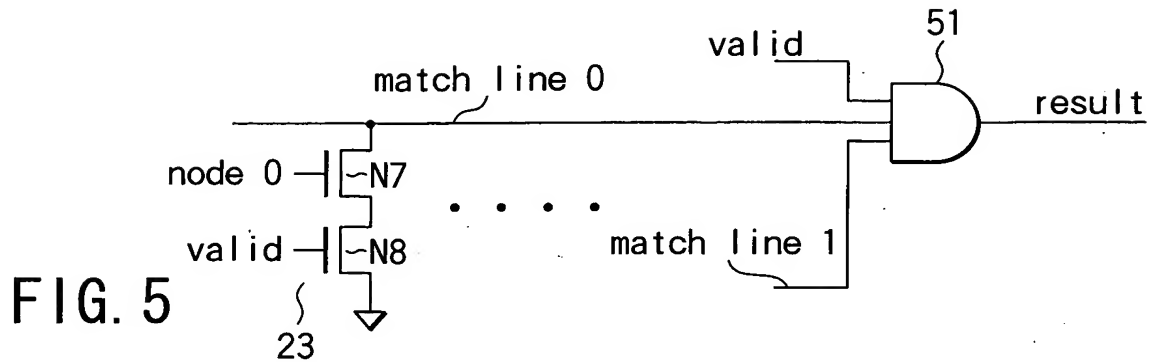 51
valid
match line 0
result
node 0
N7
valid
N8
match line 1
23
FIG. 5